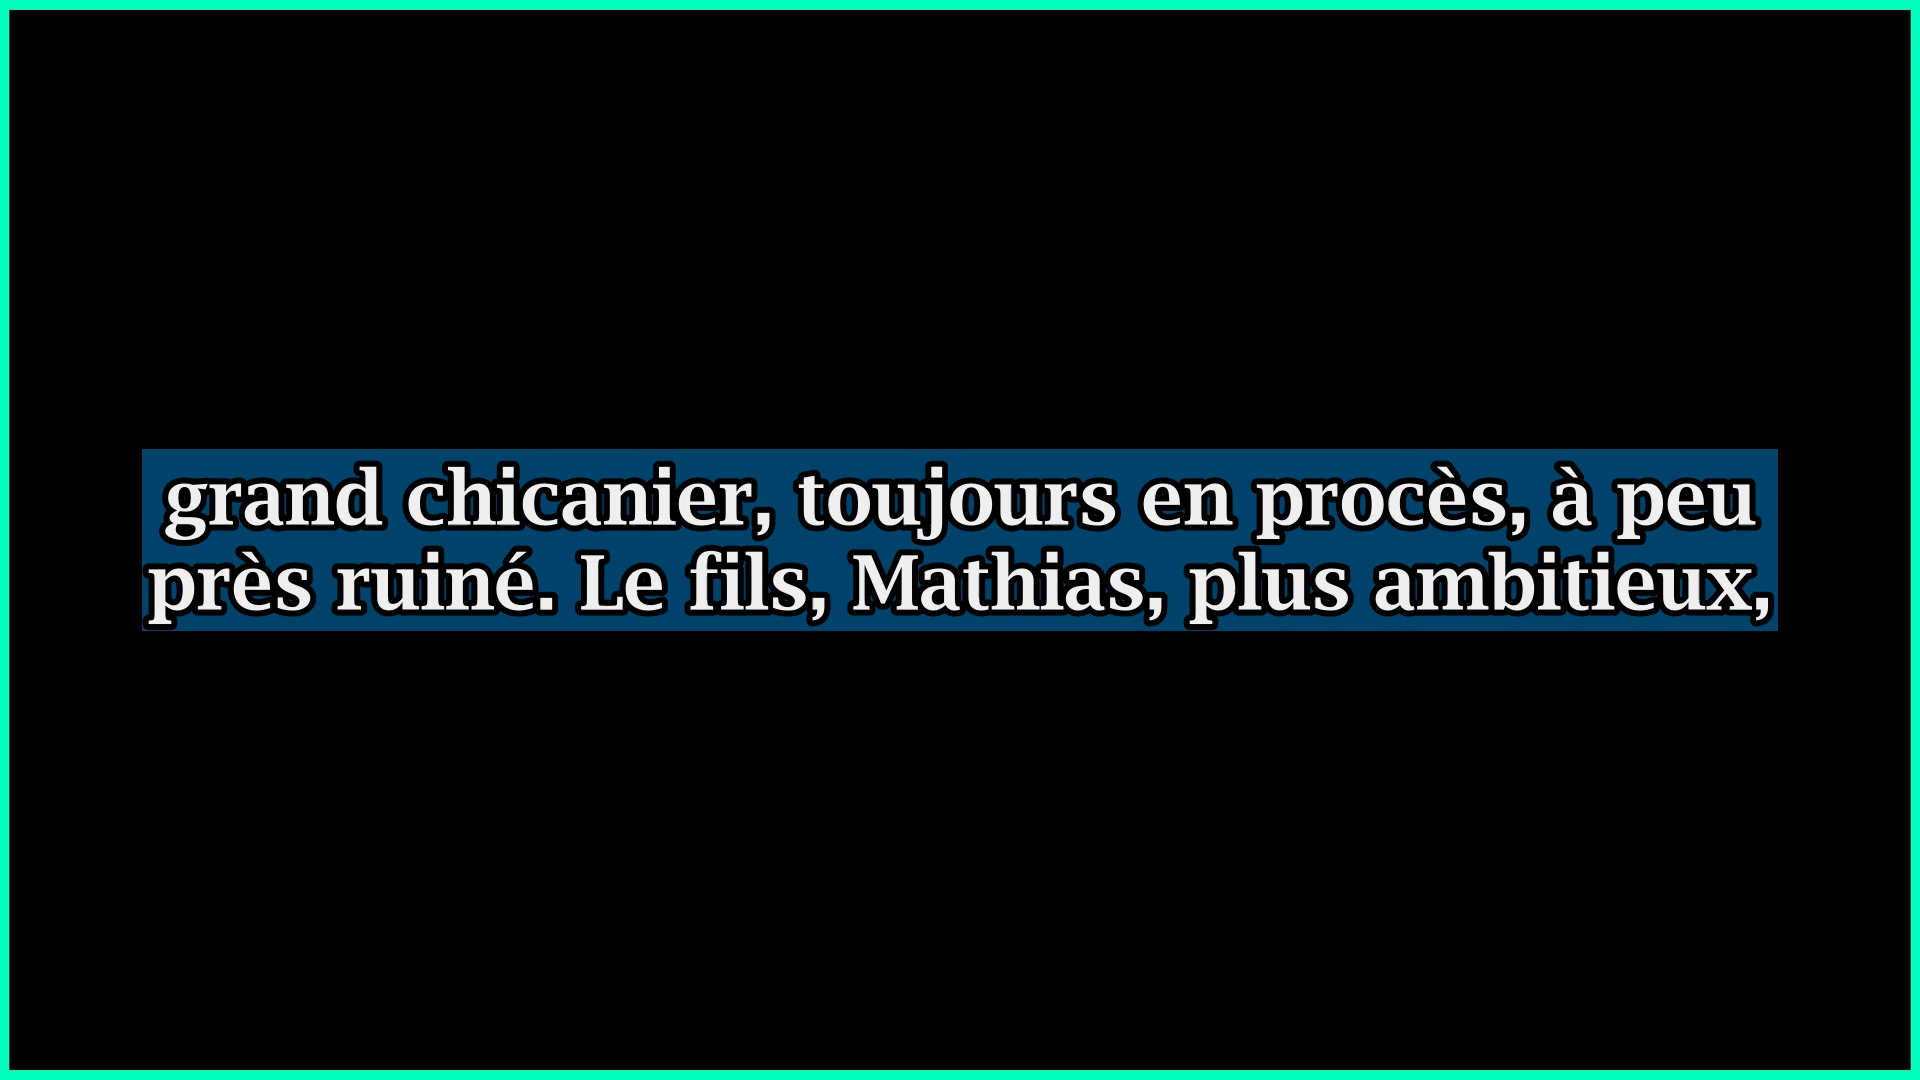 grand chicanier, toujours en procès, à peu
près ruiné. Le fils, Mathias, plus ambitieux,